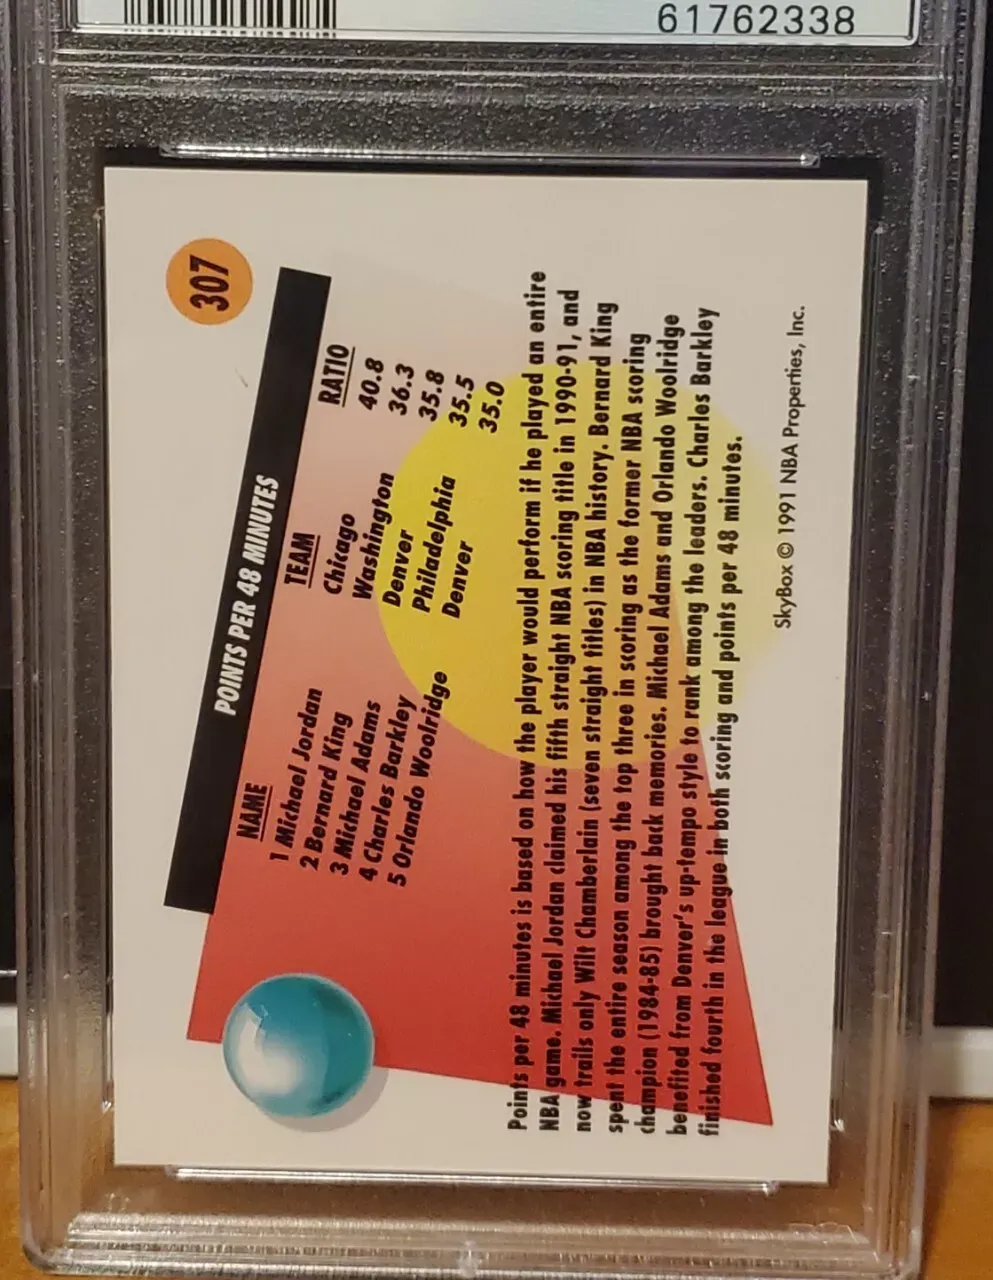 61762338
307
POINTS PER 48 MINUTES
NAME TEAM RATIO
1 Michael Jordan Chicago 40.8
2 Bernard King Washington 36.3
3 Michael Adams Denver 35.8
4 Charles Barkley Philadelphia 35.5
5 Orlando Woolridge Denver 35.0
Points per 48 minutes is based on how the player would perform if he played an entire
NBA game. Michael Jordan claimed his fifth straight NBA scoring title in 1990-91, and
now trails only Wilt Chamberlain (seven straight titles) in NBA history. Bernard King
spent the entire season among the top three in scoring as the former NBA scoring
champion (1984-85) brought back memories. Michael Adams and Orlando Woolridge
benefited from Denver's up-tempo style to rank among the leaders. Charles Barkley
finished fourth in the league in both scoring and points per 48 minutes.
SkyBox © 1991 NBA Properties, Inc.